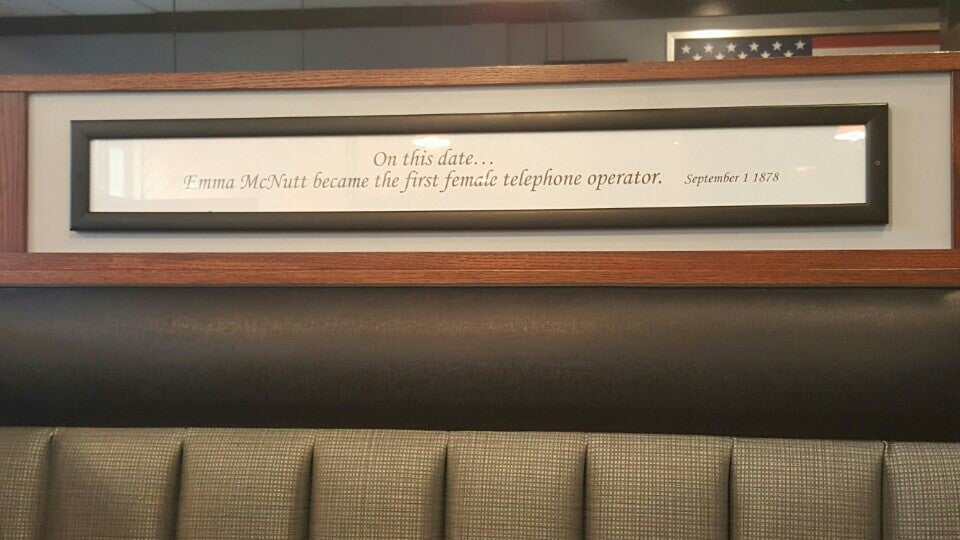 On this date...
Emma McNutt became the first female telephone operator. September 1 1878